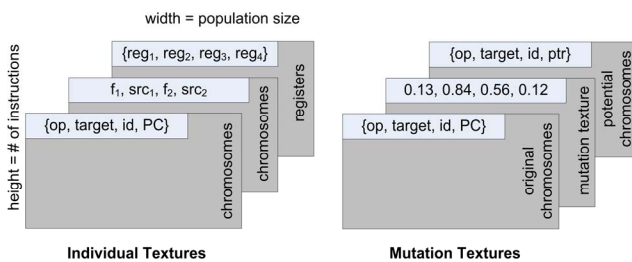 width = population size
height = # of instructions
{reg1, reg2, reg3, reg4}
registers
f1, src1, f2, src2
chromosomes
{op, target, id, PC}
chromosomes
Individual Textures
{op, target, id, ptr}
potential
chromosomes
0.13, 0.84, 0.56, 0.12
mutation texture
{op, target, id, PC}
original
chromosomes
Mutation Textures